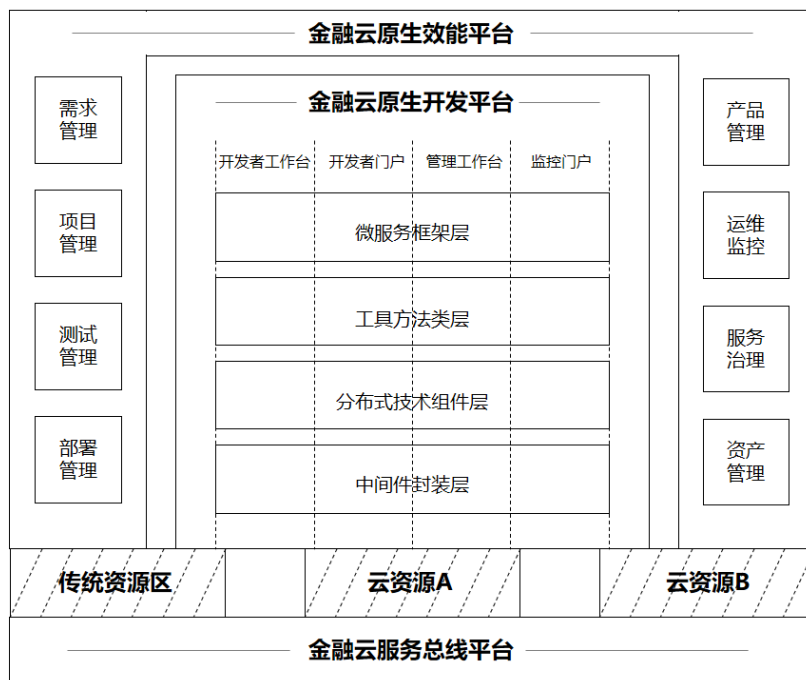 金融云原生效能平台
需求
管理
项目
管理
测试
管理
部署
管理
金融云原生开发平台
开发者工作台 开发者门户 管理工作台 监控门户
微服务框架层
工具方法类层
分布式技术组件层
中间件封装层
产品
管理
运维
监控
服务
治理
资产
管理
传统资源区 云资源A 云资源B
金融云服务总线平台